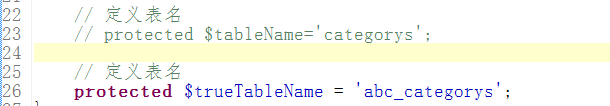 22 // 定义表名
23 // protected $tableName='categorys';
24
25 // 定义表名
26 protected $trueTableName = 'abc_categorys';